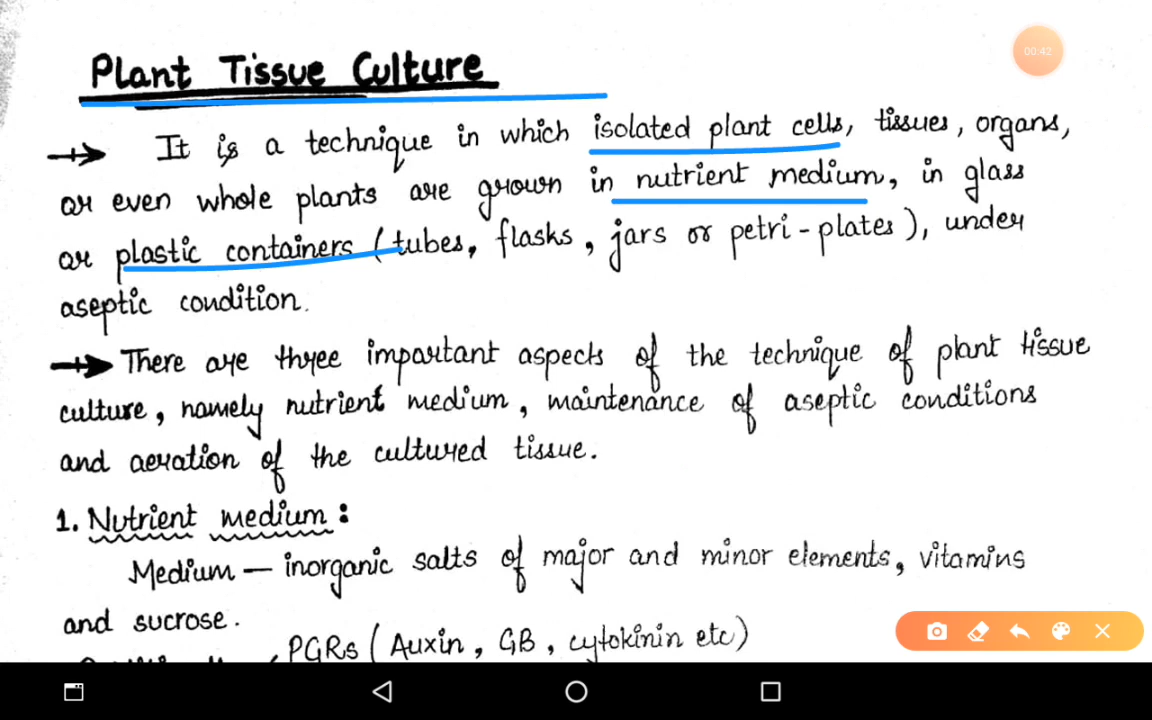 00:42
Plant Tissue Culture
It is a technique in which isolated plant cells, tissues, organs,
or even whole plants are grown in nutrient medium, in glass
or plastic containers (tubes, flasks, jars or petri-plates), under
aseptic condition.
There are three important aspects of the technique of plant tissue
culture, namely nutrient medium, maintenance of aseptic conditions
and aeration of the cultured tissue.
1. Nutrient medium:
Medium — inorganic salts of major and minor elements, vitamins
and sucrose.
PGRs (Auxin, GB, cytokinin etc)